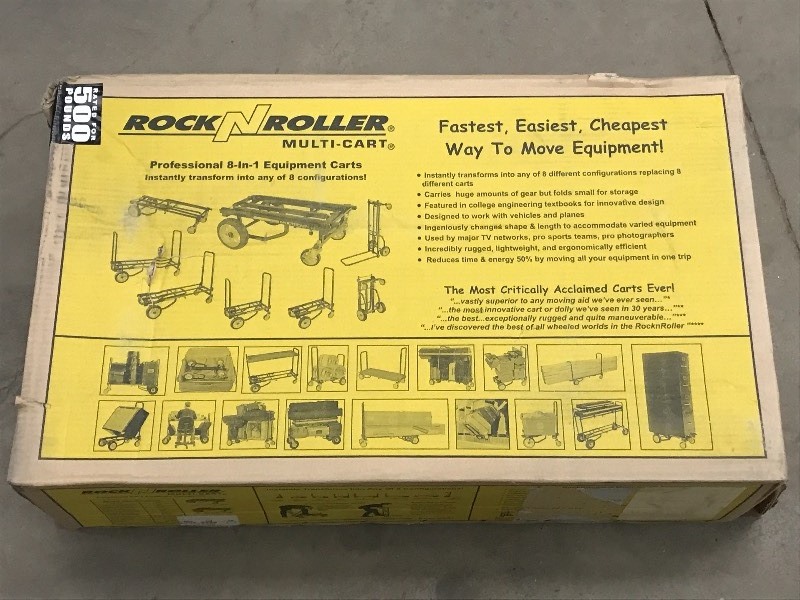 RATED FOR
500
POUNDS
ROCKNROLLER®
MULTI-CART®
Professional 8-In-1 Equipment Carts
Instantly transform into any of 8 configurations!
Fastest, Easiest, Cheapest
Way To Move Equipment!
• Instantly transforms into any of 8 different configurations replacing 8
different carts
• Carries huge amounts of gear but folds small for storage
• Featured in college engineering textbooks for innovative design
• Designed to work with vehicles and planes
• Ingeniously changes shape & length to accommodate varied equipment
• Used by major TV networks, pro sports teams, pro photographers
• Incredibly rugged, lightweight, and ergonomically efficient
• Reduces time & energy 50% by moving all your equipment in one trip
The Most Critically Acclaimed Carts Ever!
"...vastly superior to any moving aid we've ever seen..."*
"...the most innovative cart or dolly we've seen in 30 years..."**
"...the best...exceptionally rugged and quite maneuverable..."***
"...I've discovered the best of all wheeled worlds in the RocknRoller"****
ROCKNROLLER